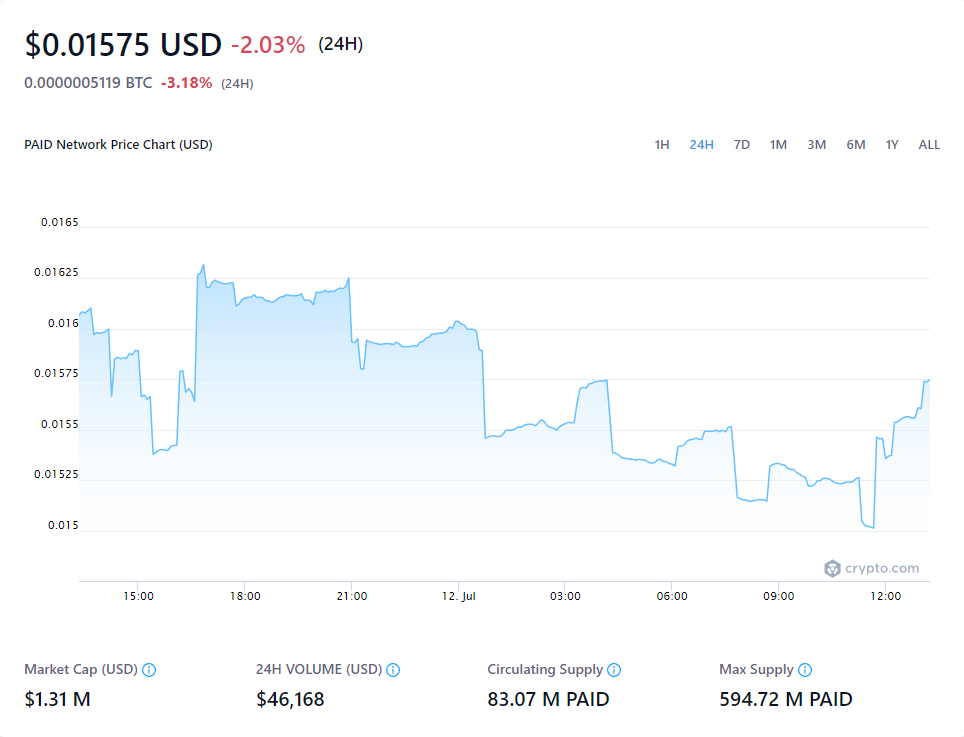 $0.01575 USD -2.03% (24H)
0.0000005119 BTC -3.18% (24H)
PAID Network Price Chart (USD)
1H 24H 7D 1M 3M 6M 1Y ALL
0.0165
0.01625
0.016
0.01575
0.0155
0.01525
0.015
crypto.com
15:00 18:00 21:00 12. Jul 03:00 06:00 09:00 12:00
Market Cap (USD) 24H VOLUME (USD) Circulating Supply Max Supply
$1.31 M $46,168 83.07 M PAID 594.72 M PAID